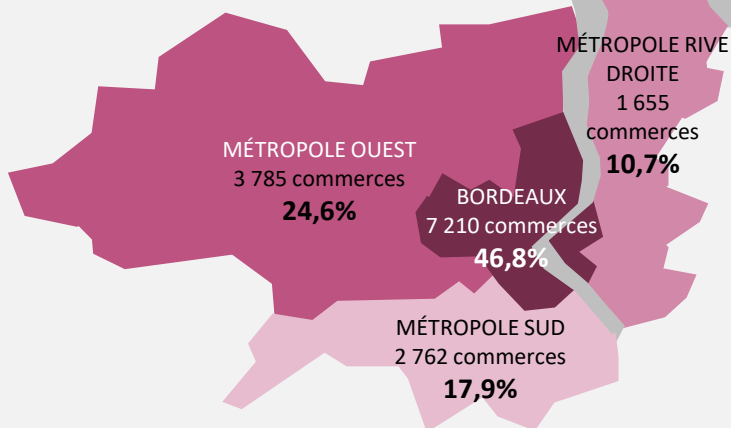 MÉTROPOLE RIVE
DROITE
1 655
commerces
10,7%
MÉTROPOLE OUEST
3 785 commerces
24,6%
BORDEAUX
7 210 commerces
46,8%
MÉTROPOLE SUD
2 762 commerces
17,9%